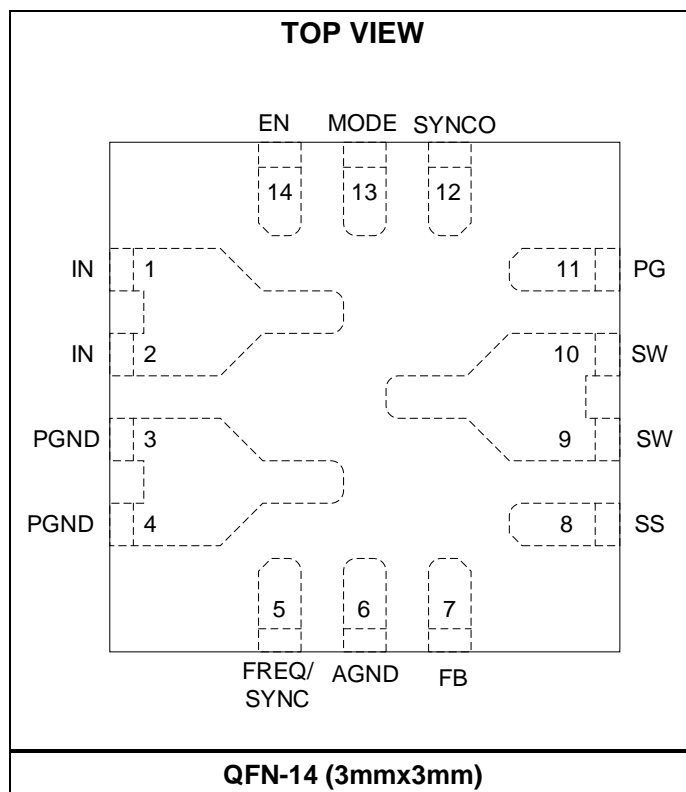 TOP VIEW
EN MODE SYNCO
14 13 12
IN 1 11 PG
IN 2 10 SW
PGND 3 9 SW
PGND 4 8 SS
5 6 7
FREQ/
SYNC
AGND
FB
QFN-14 (3mmx3mm)